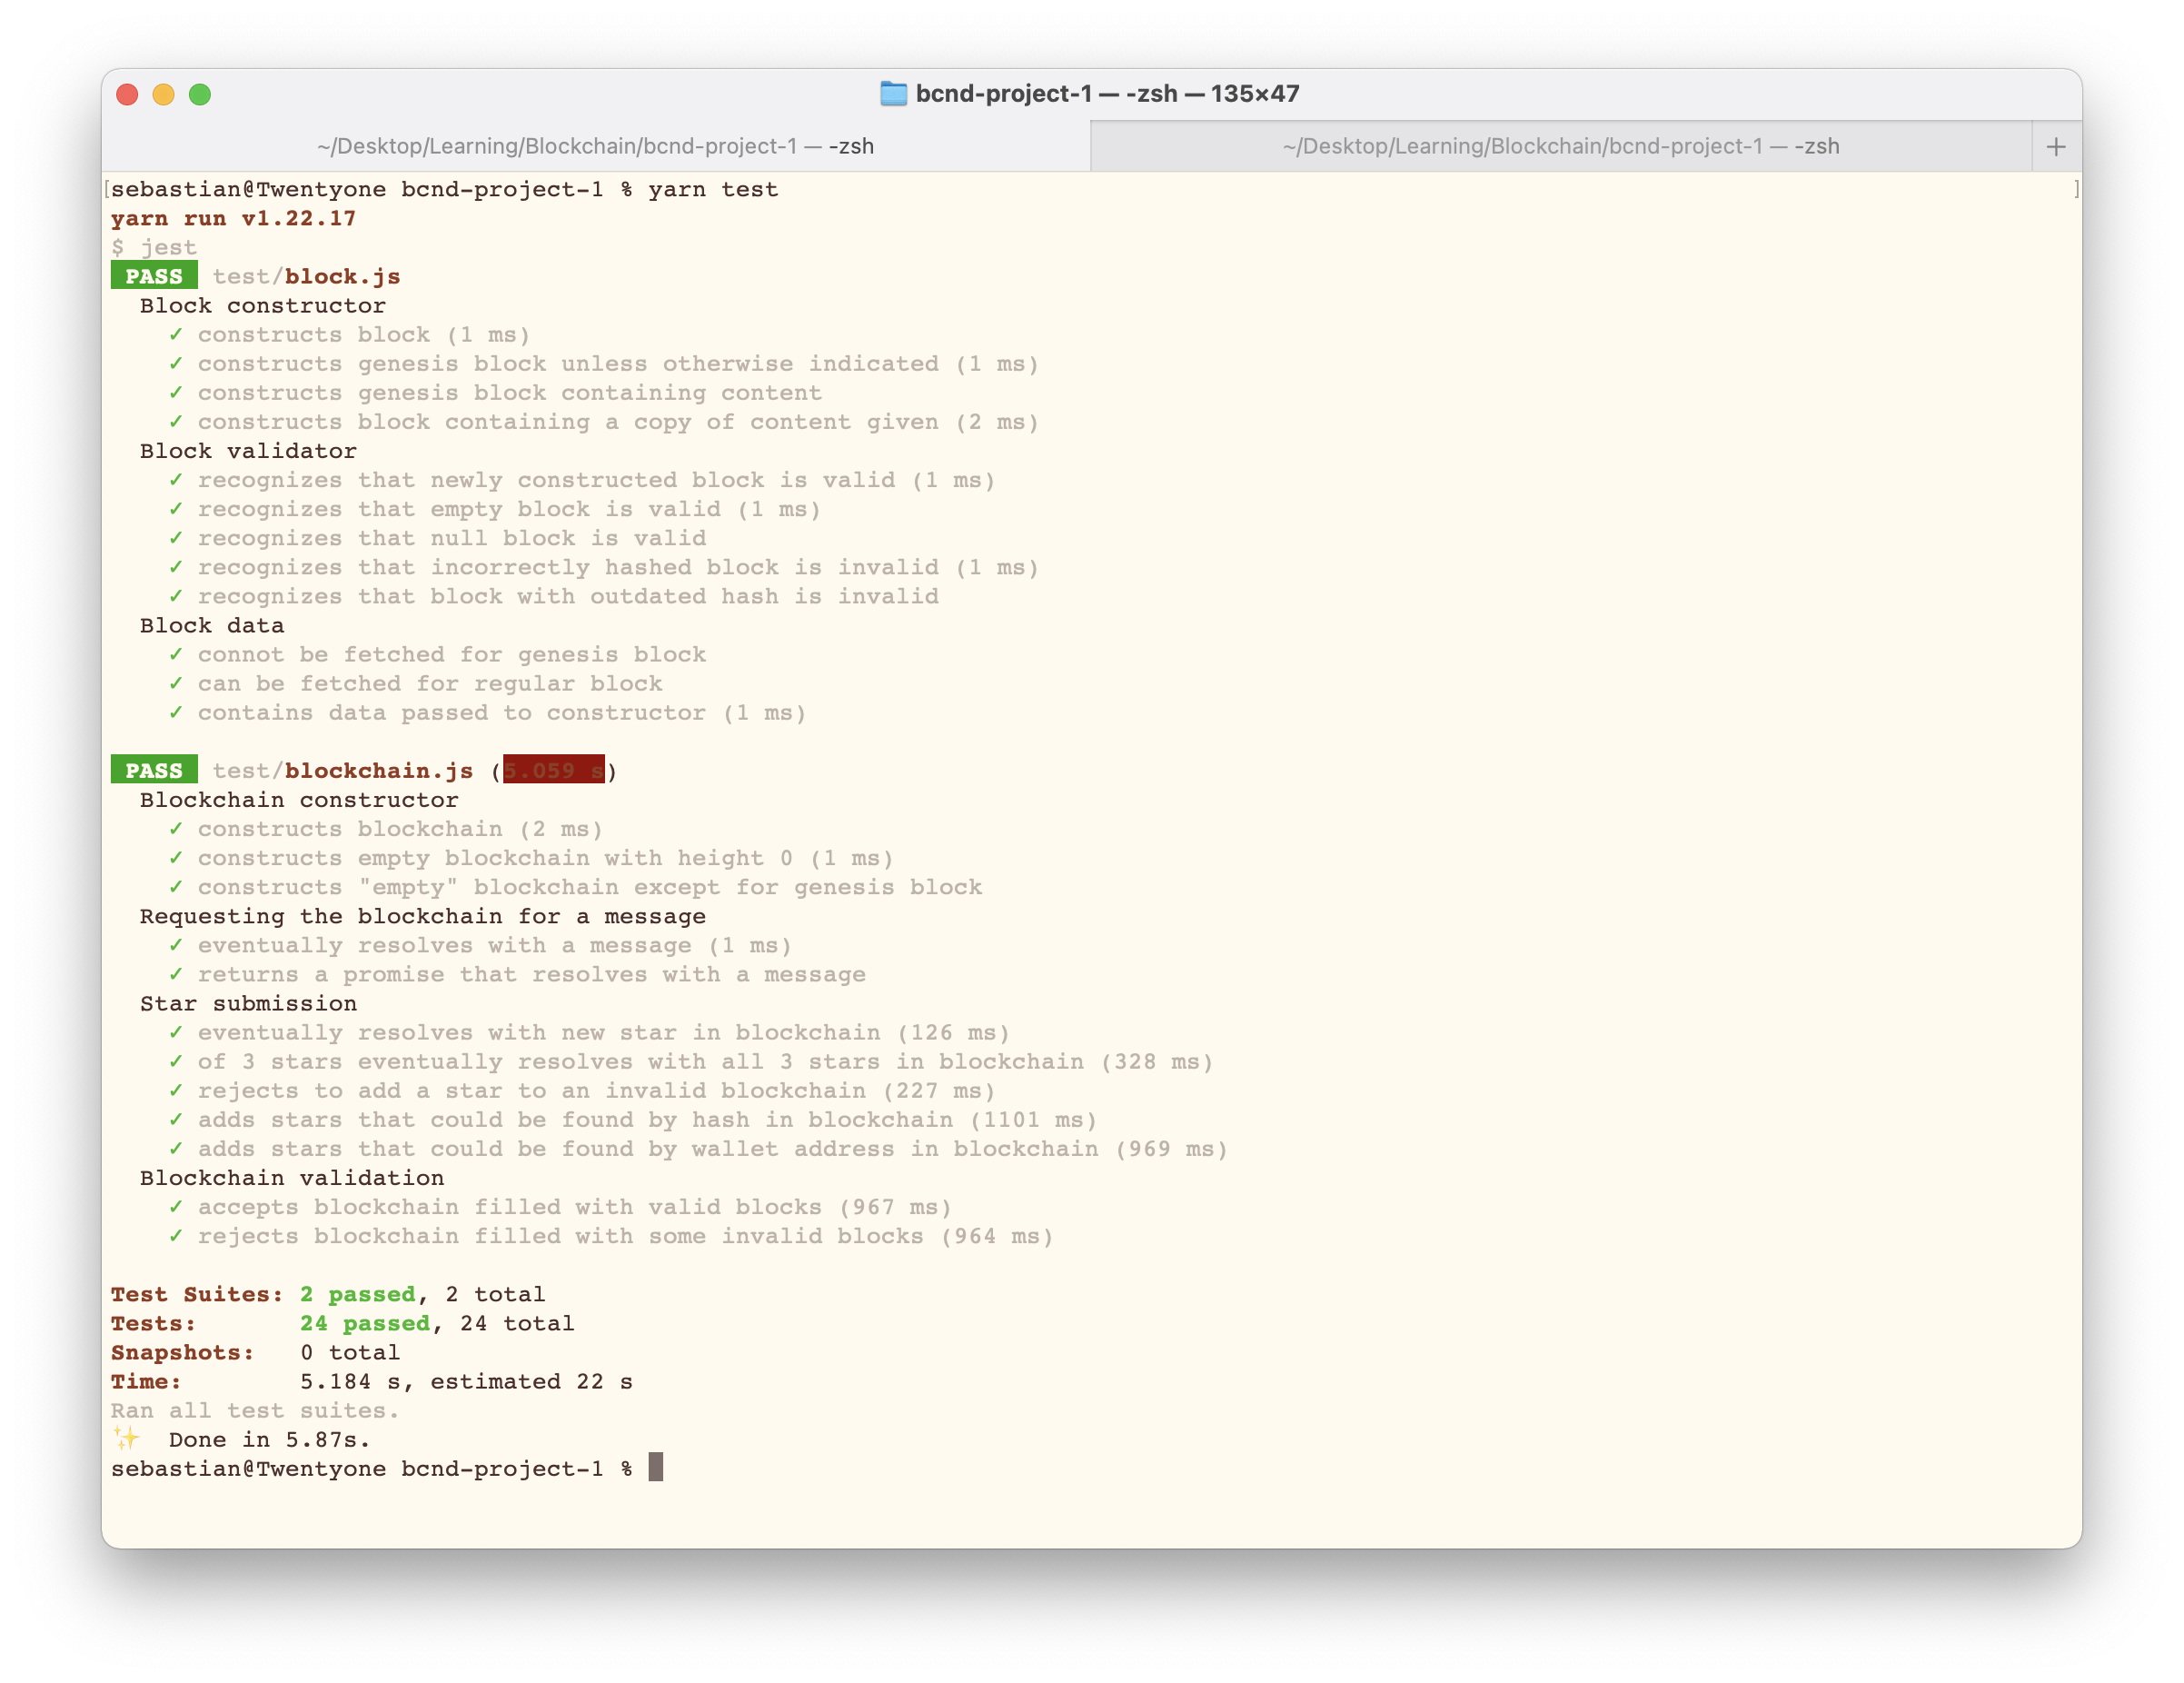 bcnd-project-1 — -zsh — 135×47
~/Desktop/Learning/Blockchain/bcnd-project-1 — -zsh
~/Desktop/Learning/Blockchain/bcnd-project-1 — -zsh
+
[sebastian@Twentyone bcnd-project-1 % yarn test ]
yarn run v1.22.17
$ jest
PASS test/block.js
Block constructor
✓ constructs block (1 ms)
✓ constructs genesis block unless otherwise indicated (1 ms)
✓ constructs genesis block containing content
✓ constructs block containing a copy of content given (2 ms)
Block validator
✓ recognizes that newly constructed block is valid (1 ms)
✓ recognizes that empty block is valid (1 ms)
✓ recognizes that null block is valid
✓ recognizes that incorrectly hashed block is invalid (1 ms)
✓ recognizes that block with outdated hash is invalid
Block data
✓ connot be fetched for genesis block
✓ can be fetched for regular block
✓ contains data passed to constructor (1 ms)
PASS test/blockchain.js (5.059 s)
Blockchain constructor
✓ constructs blockchain (2 ms)
✓ constructs empty blockchain with height 0 (1 ms)
✓ constructs "empty" blockchain except for genesis block
Requesting the blockchain for a message
✓ eventually resolves with a message (1 ms)
✓ returns a promise that resolves with a message
Star submission
✓ eventually resolves with new star in blockchain (126 ms)
✓ of 3 stars eventually resolves with all 3 stars in blockchain (328 ms)
✓ rejects to add a star to an invalid blockchain (227 ms)
✓ adds stars that could be found by hash in blockchain (1101 ms)
✓ adds stars that could be found by wallet address in blockchain (969 ms)
Blockchain validation
✓ accepts blockchain filled with valid blocks (967 ms)
✓ rejects blockchain filled with some invalid blocks (964 ms)
Test Suites: 2 passed, 2 total
Tests: 24 passed, 24 total
Snapshots: 0 total
Time: 5.184 s, estimated 22 s
Ran all test suites.
✨ Done in 5.87s.
sebastian@Twentyone bcnd-project-1 %